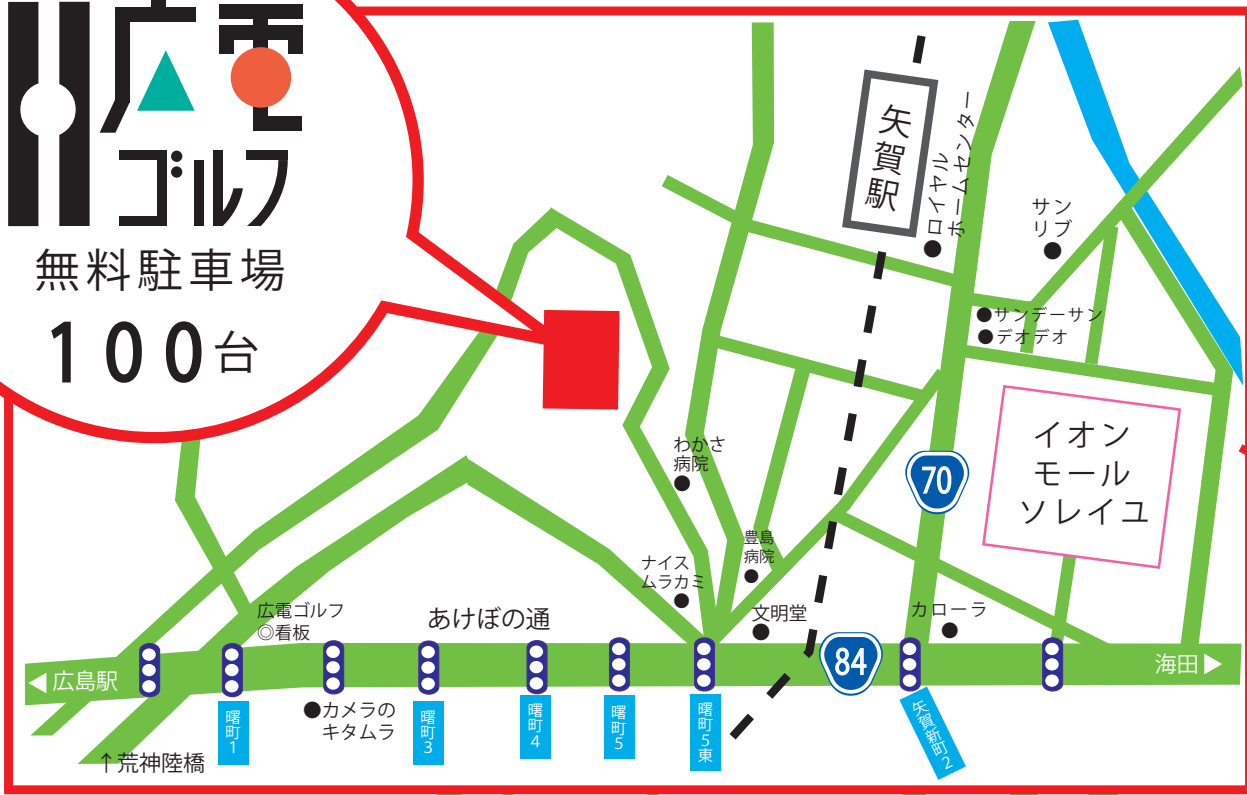 広電
ゴルフ
無料駐車場
100台
矢賀駅
ロイヤル
ホームセンター
サン
リブ
●サンデーサン
●デオデオ
イオン
モール
ソレイユ
70
わかさ
病院
豊島
病院
ナイス
ムラカミ
文明堂
カローラ
広電ゴルフ
◎看板
あけぼの通
84
◀広島駅
海田▶
●カメラの
キタムラ
曙町1
曙町3
曙町4
曙町5
曙町5東
矢賀新町2
↑荒神陸橋